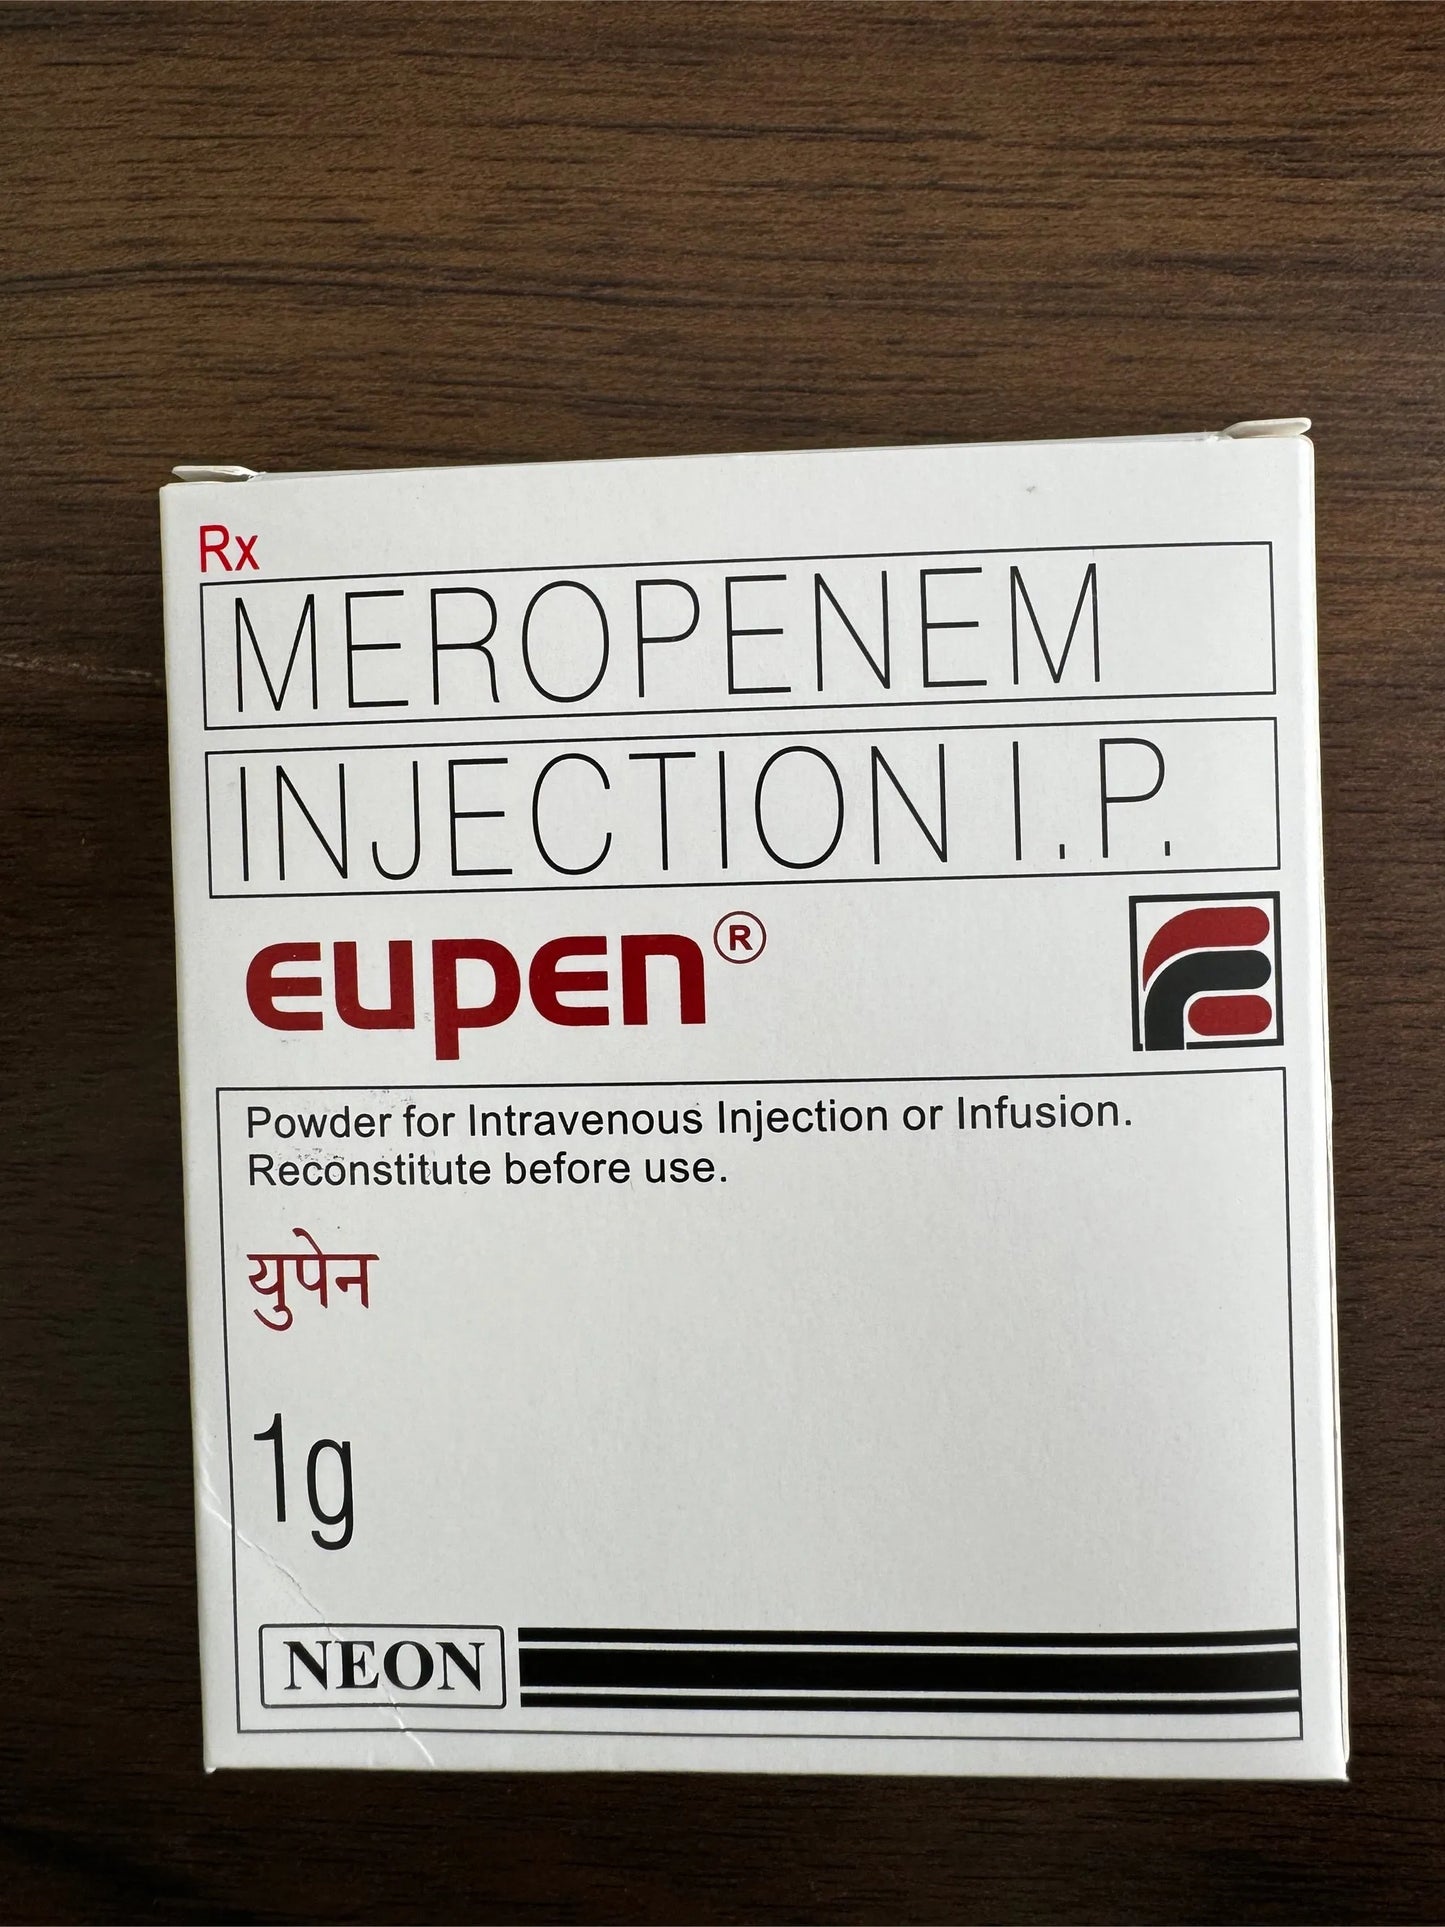 Rx
MEROPENEM
INJECTION I.P.
EUPEN®
Powder for Intravenous Injection or Infusion.
Reconstitute before use.
युपेन
1g
NEON